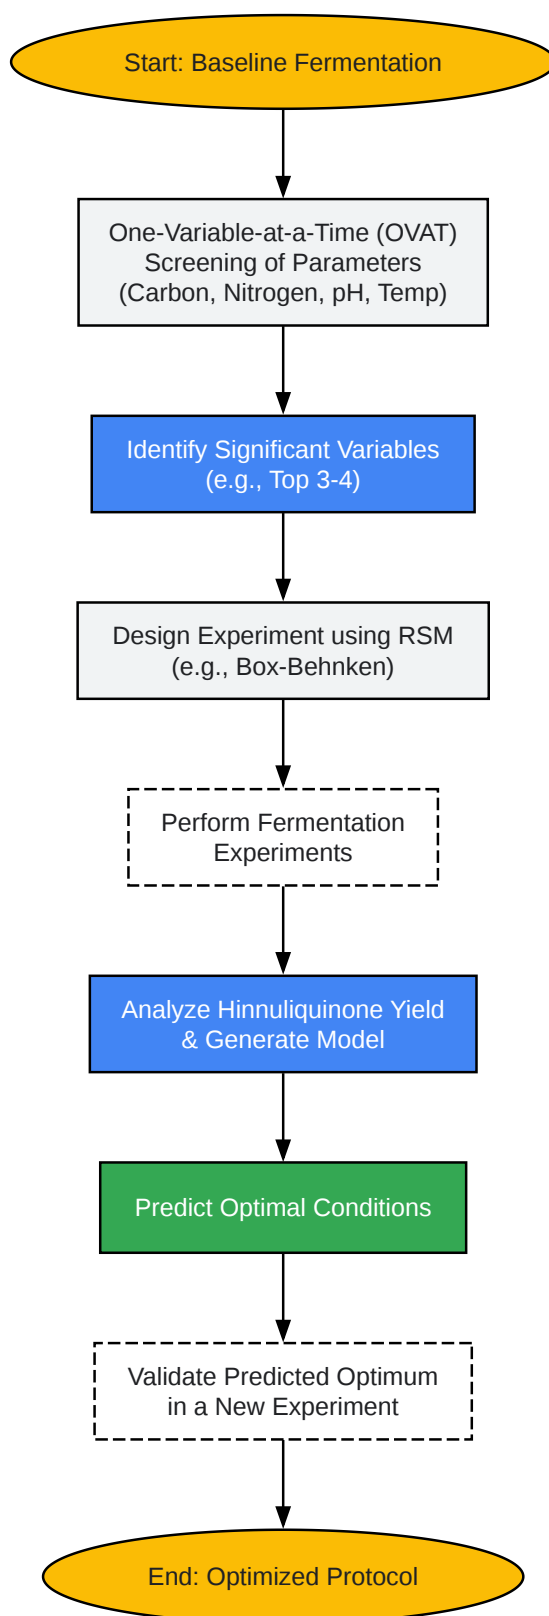 Start: Baseline Fermentation
One-Variable-at-a-Time (OVAT)
Screening of Parameters
(Carbon, Nitrogen, pH, Temp)
Identify Significant Variables
(e.g., Top 3-4)
Design Experiment using RSM
(e.g., Box-Behnken)
Perform Fermentation
Experiments
Analyze Hinnuliquinone Yield
& Generate Model
Predict Optimal Conditions
Validate Predicted Optimum
in a New Experiment
End: Optimized Protocol